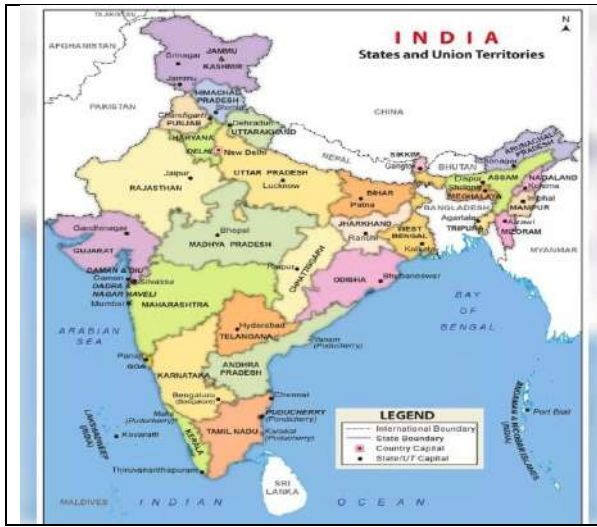 TAJIKISTAN
N
INDIA
States and Union Territories
AFGHANISTAN
JAMMU
&
KASHMIR
Srinagar
Jammu
HIMACHAL
PRADESH
Shimla
PAKISTAN
CHINA
Chandigarh
PUNJAB
Dehradun
UTTARAKHAND
HARYANA
DELHI
New Delhi
NEPAL
SIKKIM
Gangtok
BHUTAN
ARUNACHAL
PRADESH
Itanagar
Jaipur
RAJASTHAN
UTTAR PRADESH
Lucknow
Dispur
ASSAM
NAGALAND
Kohima
Shillong
MEGHALAYA
Imphal
MANIPUR
BIHAR
Patna
BANGLADESH
Agartala
TRIPURA
Aizawl
MIZORAM
Gandhinagar
GUJARAT
Bhopal
MADHYA PRADESH
JHARKHAND
Ranchi
WEST
BENGAL
Kolkata
MYANMAR
DAMAN & DIU
Daman
DADRA
NAGAR HAVELI
Silvassa
Raipur
CHHATTISGARH
ODISHA
Bhubaneswar
Mumbai
MAHARASHTRA
BAY
OF
BENGAL
ARABIAN
SEA
Hyderabad
TELANGANA
Yanam
(Puducherry)
Panaji
GOA
KARNATAKA
ANDHRA
PRADESH
Bengaluru
(Bangalore)
Chennai
Mahe
(Puducherry)
PUDUCHERRY
(Pondicherry)
Karaikal
(Puducherry)
LAKSHADWEEP
(INDIA)
Kavaratti
KERALA
TAMIL NADU
Thiruvananthapuram
ANDAMAN & NICOBAR ISLANDS
(INDIA)
Port Blair
LEGEND
International Boundary
State Boundary
Country Capital
State/UT Capital
SRI
LANKA
MALDIVES
INDIAN OCEAN